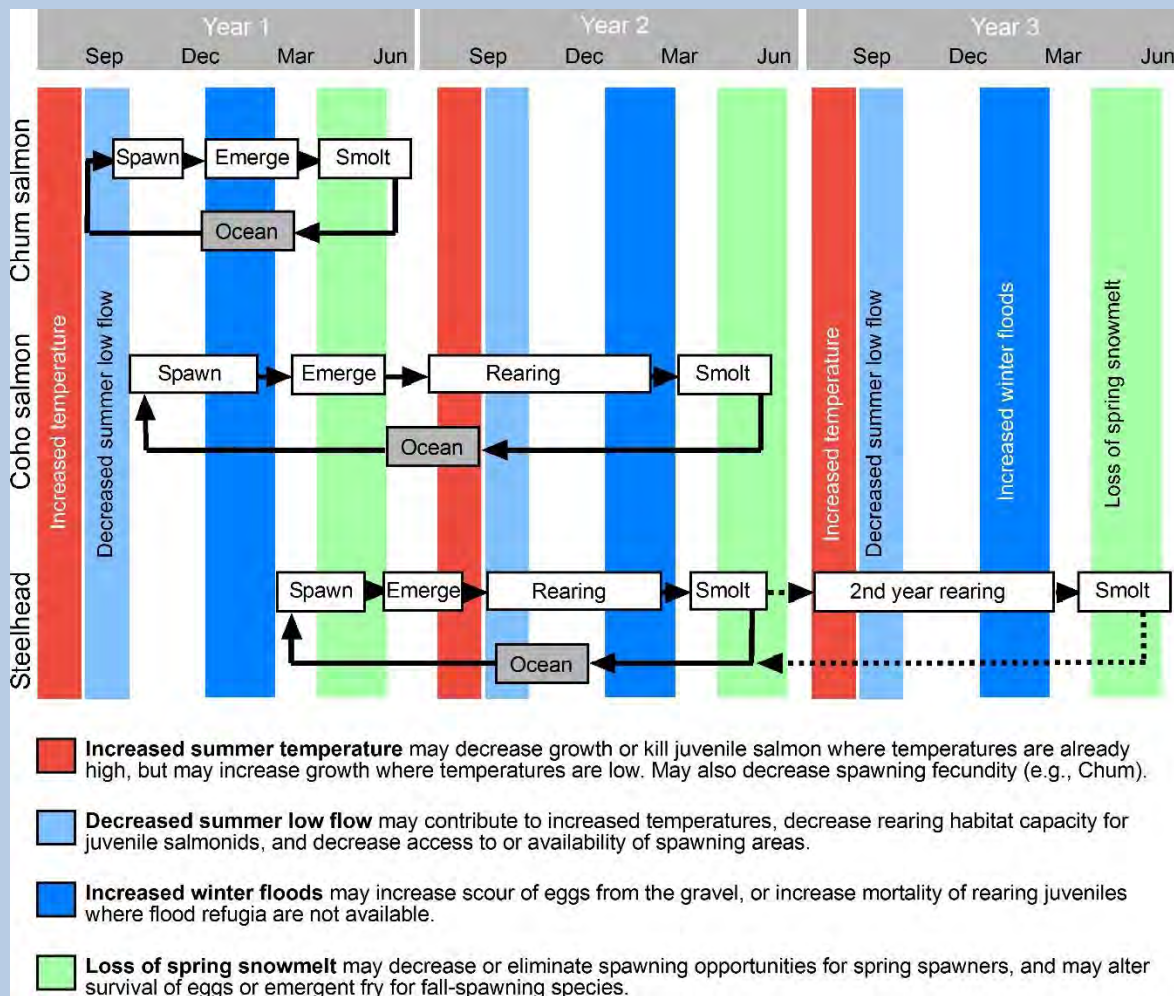 Year 1 Year 2 Year 3
Sep Dec Mar Jun Sep Dec Mar Jun Sep Dec Mar Jun
Chum salmon
Spawn Emerge Smolt
Ocean
Coho salmon
Spawn Emerge Rearing Smolt
Ocean
Steelhead
Spawn Emerge Rearing Smolt 2nd year rearing Smolt
Ocean
Increased temperature
Decreased summer low flow
Increased temperature
Decreased summer low flow
Increased winter floods
Loss of spring snowmelt
Increased summer temperature may decrease growth or kill juvenile salmon where temperatures are already
high, but may increase growth where temperatures are low. May also decrease spawning fecundity (e.g., Chum).
Decreased summer low flow may contribute to increased temperatures, decrease rearing habitat capacity for
juvenile salmonids, and decrease access to or availability of spawning areas.
Increased winter floods may increase scour of eggs from the gravel, or increase mortality of rearing juveniles
where flood refugia are not available.
Loss of spring snowmelt may decrease or eliminate spawning opportunities for spring spawners, and may alter
survival of eggs or emergent fry for fall-spawning species.